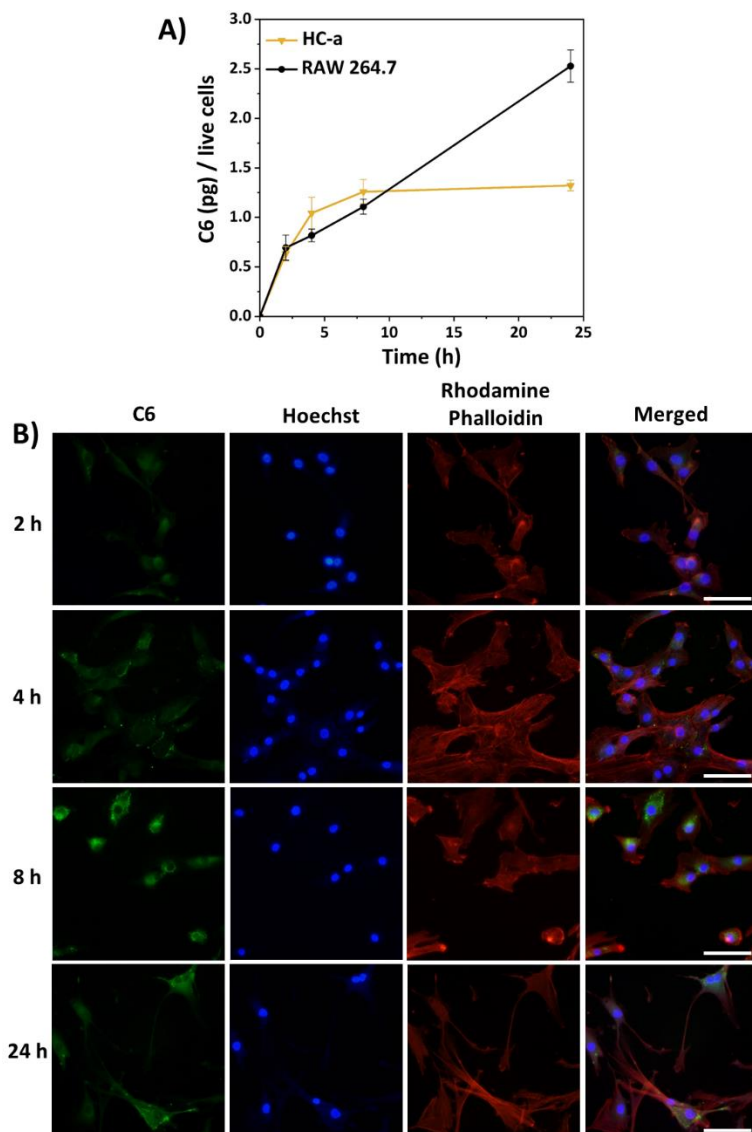 A)
HC-a
RAW 264.7
C6 (pg) / live cells
3.0
2.5
2.0
1.5
1.0
0.5
0.0
0 5 10 15 20 25
Time (h)
B)
C6
Hoechst
Rhodamine
Phalloidin
Merged
2 h
4 h
8 h
24 h